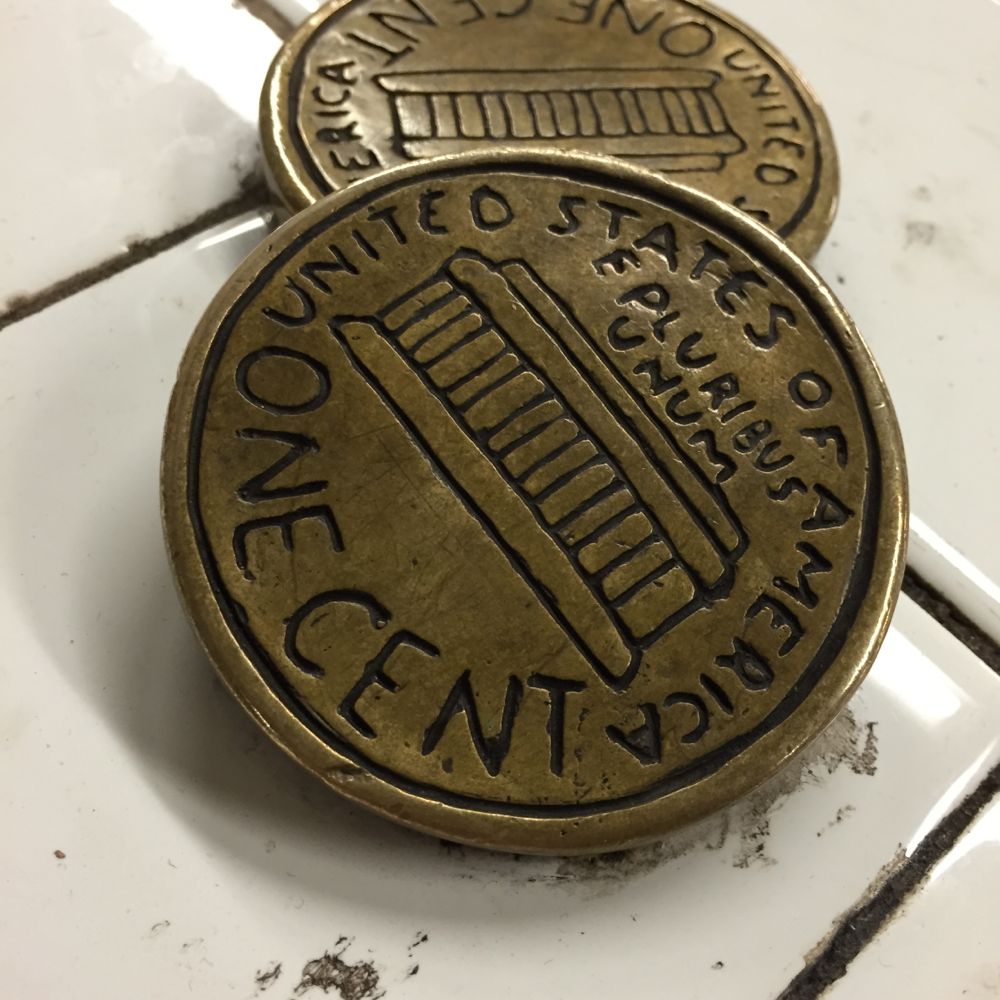 ONE CENT
UNITED S
ERICA
UNITED STATES OF AMERICA
E PLURIBUS
UNUM
ONE CENT